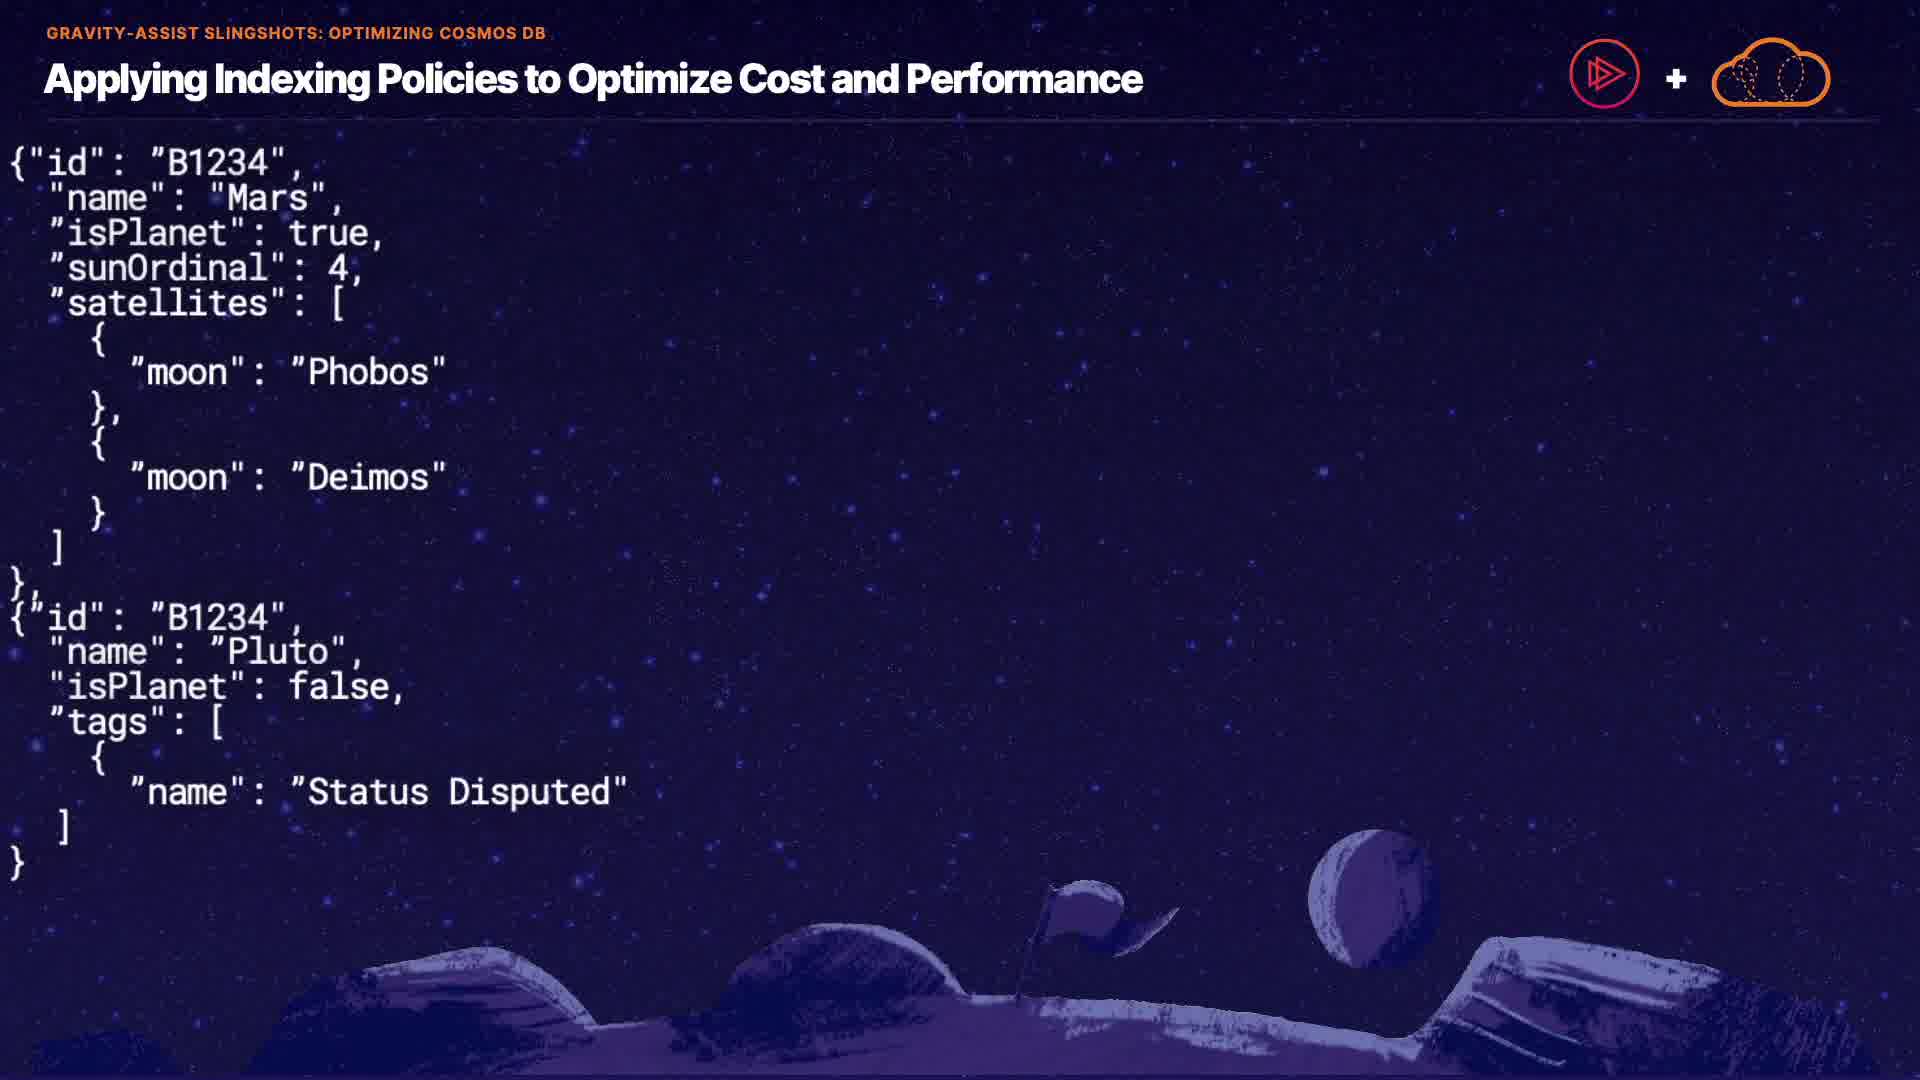 GRAVITY-ASSIST SLINGSHOTS: OPTIMIZING COSMOS DB
Applying Indexing Policies to Optimize Cost and Performance
+
{"id": ”B1234",
"name": "Mars",
”isPlanet": true,
”sunOrdinal": 4,
”satellites": [
{
”moon": ”Phobos"
},
{
”moon": ”Deimos"
}
]
},
{”id": ”B1234",
"name": ”Pluto",
"isPlanet": false,
”tags": [
{
”name": ”Status Disputed"
]
}